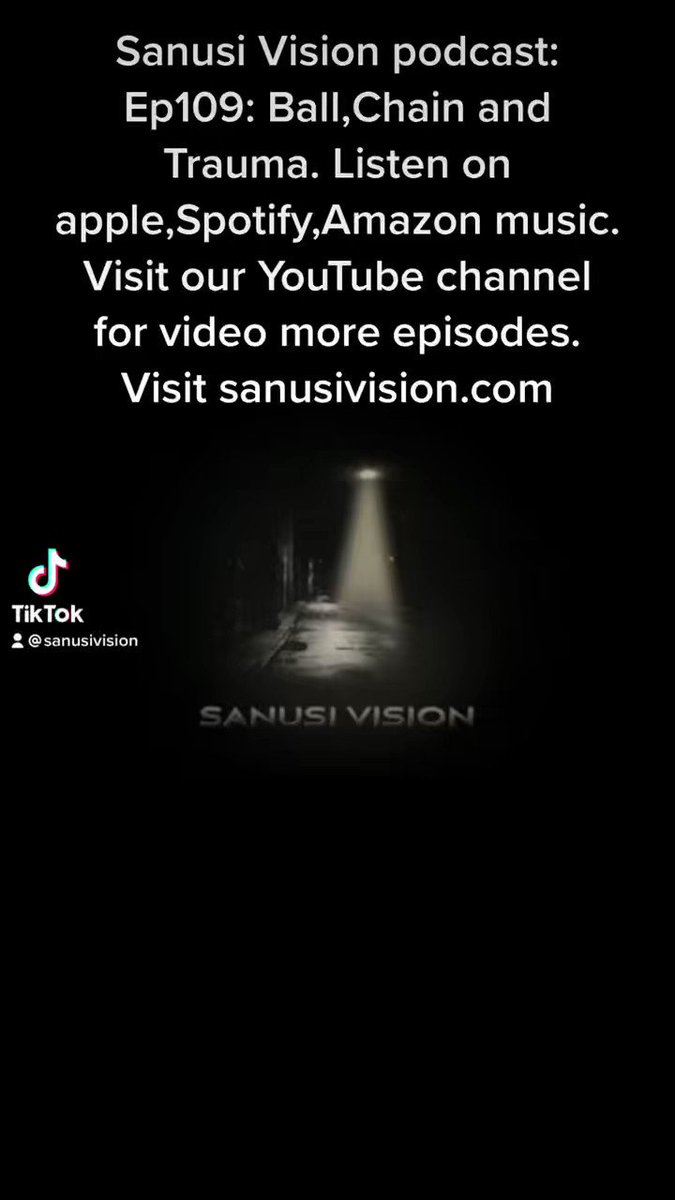 Sanusi Vision podcast:
Ep109: Ball,Chain and
Trauma. Listen on
apple,Spotify,Amazon music.
Visit our YouTube channel
for video more episodes.
Visit sanusivision.com
TikTok
@sanusivision
SANUSI VISION